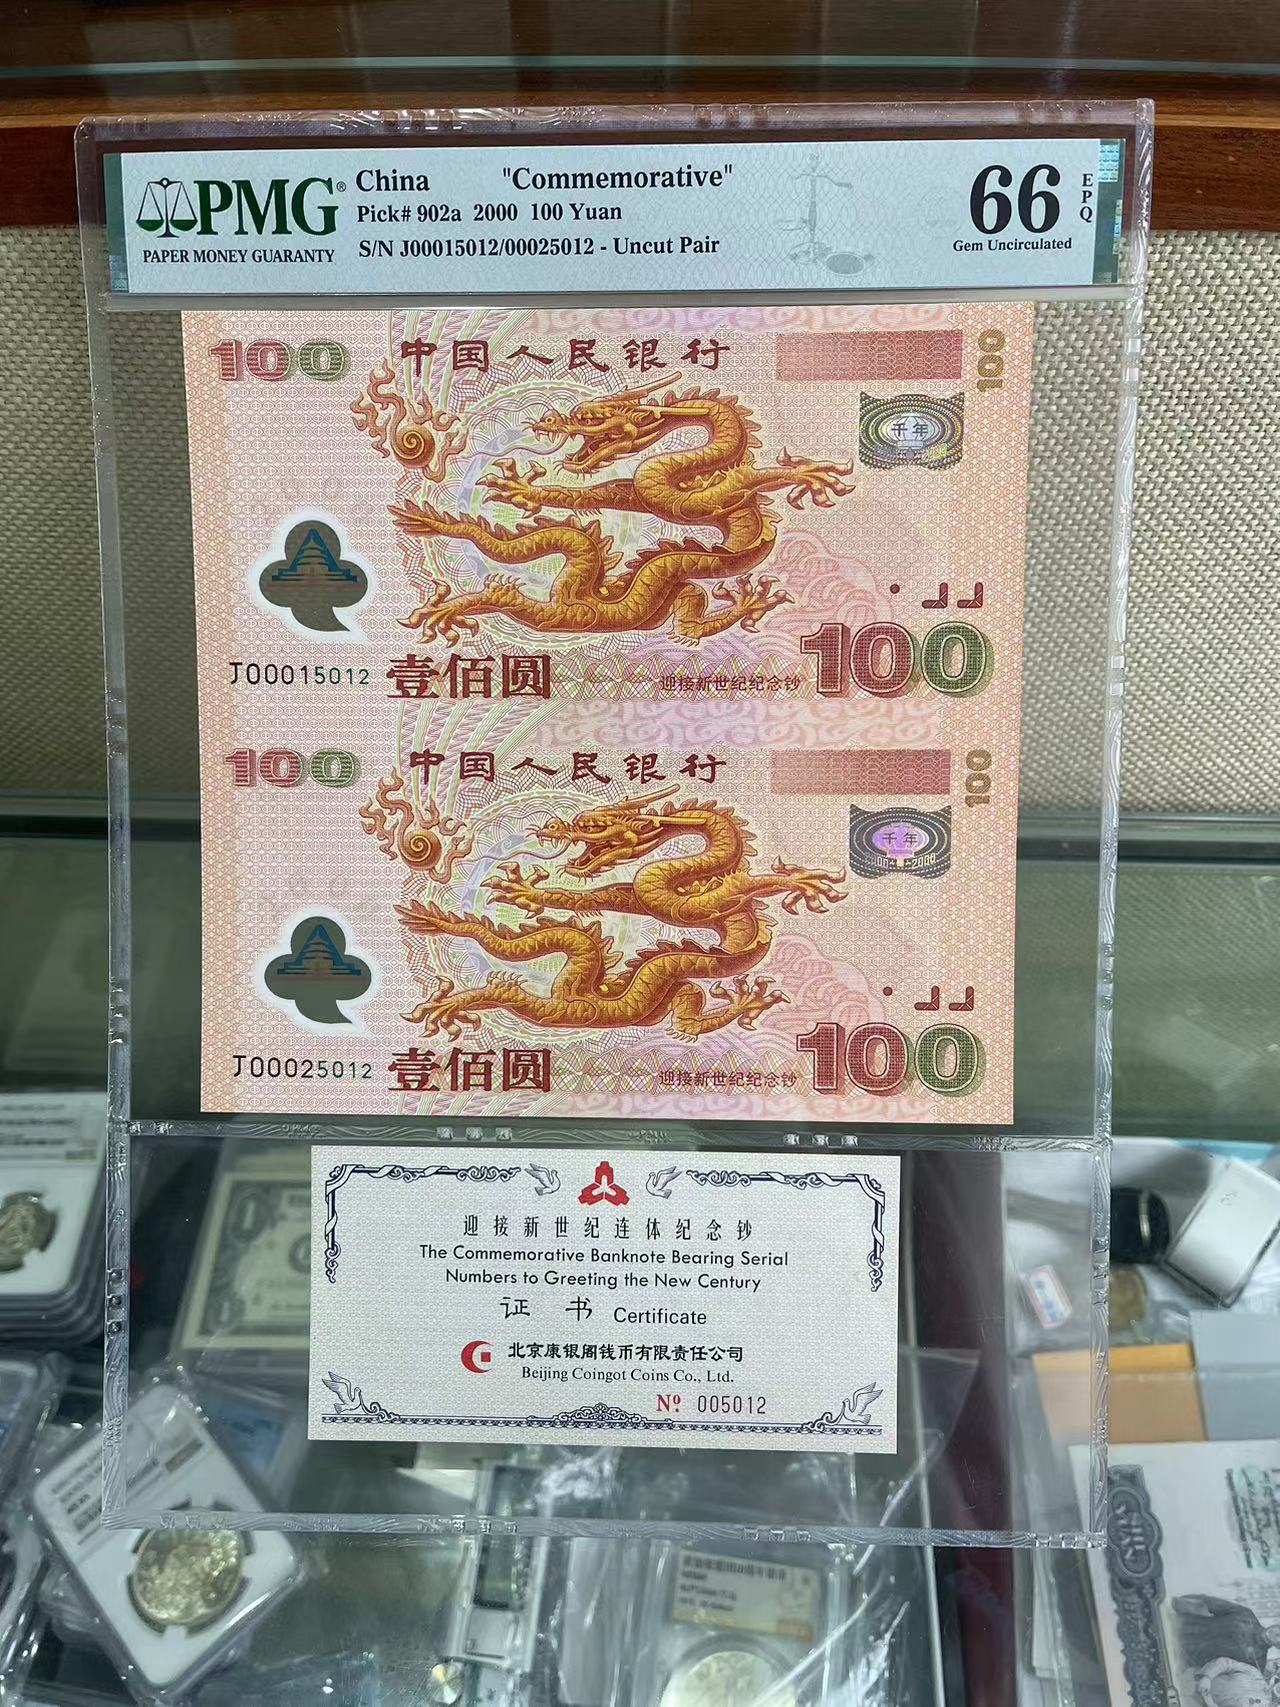 PMG®
PAPER MONEY GUARANTY
China "Commemorative"
Pick# 902a 2000 100 Yuan
S/N J00015012/00025012 - Uncut Pair
66
EPQ
Gem Uncirculated
100 中国人民银行
100
千年
J00015012 壹佰圆
迎接新世纪纪念钞 100
100 中国人民银行
100
千年
2000
J00025012 壹佰圆
迎接新世纪纪念钞 100
迎接新世纪连体纪念钞
The Commemorative Banknote Bearing Serial
Numbers to Greeting the New Century
证书 Certificate
北京康银阁钱币有限责任公司
Beijing Coingot Coins Co., Ltd.
Nº 005012